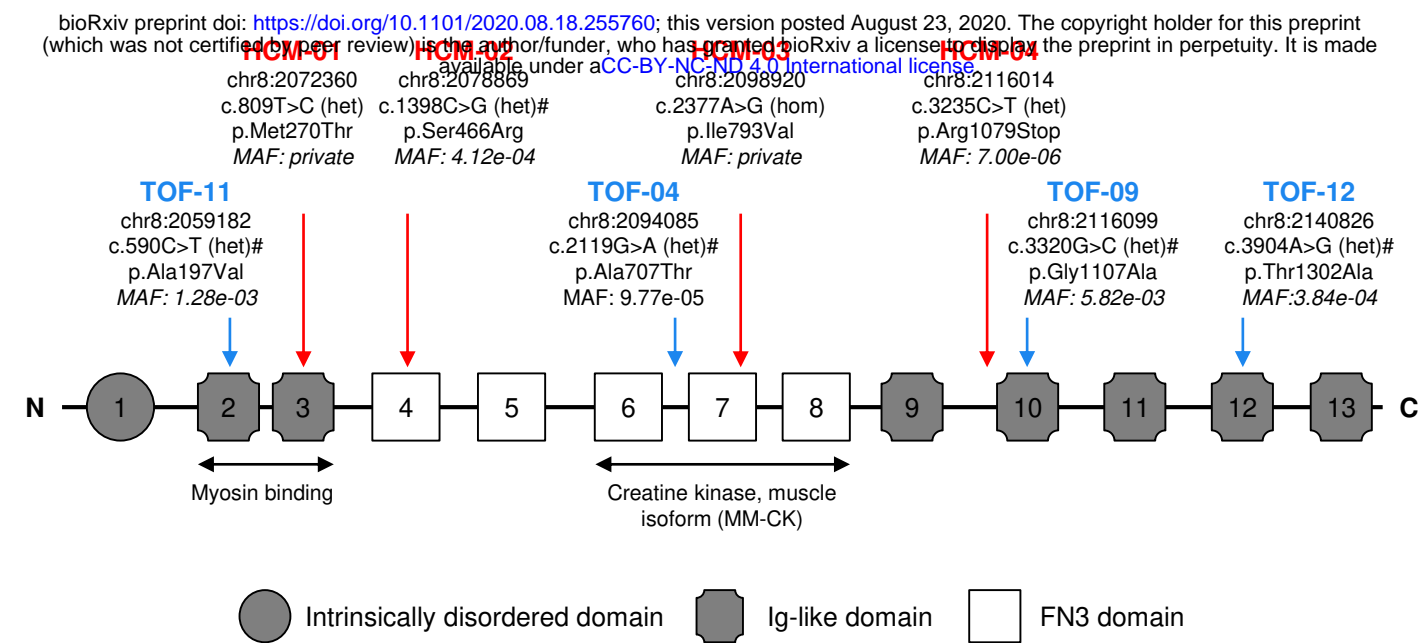 bioRxiv preprint doi: https://doi.org/10.1101/2020.08.18.255760; this version posted August 23, 2020. The copyright holder for this preprint
(which was not certified by peer review) is the author/funder, who has granted bioRxiv a license to display the preprint in perpetuity. It is made
available under aCC-BY-NC-ND 4.0 International license.
HCM-01 HCM-02 HCM-03 HCM-04
chr8:2072360 chr8:2078869 chr8:2098920 chr8:2116014
c.809T>C (het) c.1398C>G (het)# c.2377A>G (hom) c.3235C>T (het)
p.Met270Thr p.Ser466Arg p.Ile793Val p.Arg1079Stop
MAF: private MAF: 4.12e-04 MAF: private MAF: 7.00e-06
TOF-11 TOF-04 TOF-09 TOF-12
chr8:2059182 chr8:2094085 chr8:2116099 chr8:2140826
c.590C>T (het)# c.2119G>A (het)# c.3320G>C (het)# c.3904A>G (het)#
p.Ala197Val p.Ala707Thr p.Gly1107Ala p.Thr1302Ala
MAF: 1.28e-03 MAF: 9.77e-05 MAF: 5.82e-03 MAF:3.84e-04
N 1 2 3 4 5 6 7 8 9 10 11 12 13 C
Myosin binding Creatine kinase, muscle
isoform (MM-CK)
Intrinsically disordered domain Ig-like domain FN3 domain